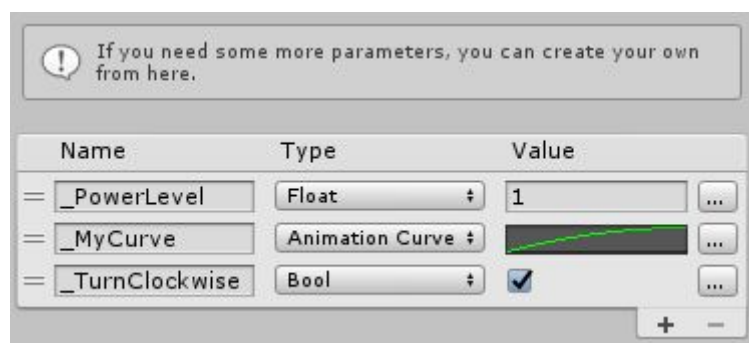 If you need some more parameters, you can create your own
from here.
Name Type Value
_PowerLevel Float 1 ...
_MyCurve Animation Curve ...
_TurnClockwise Bool ...
+ −